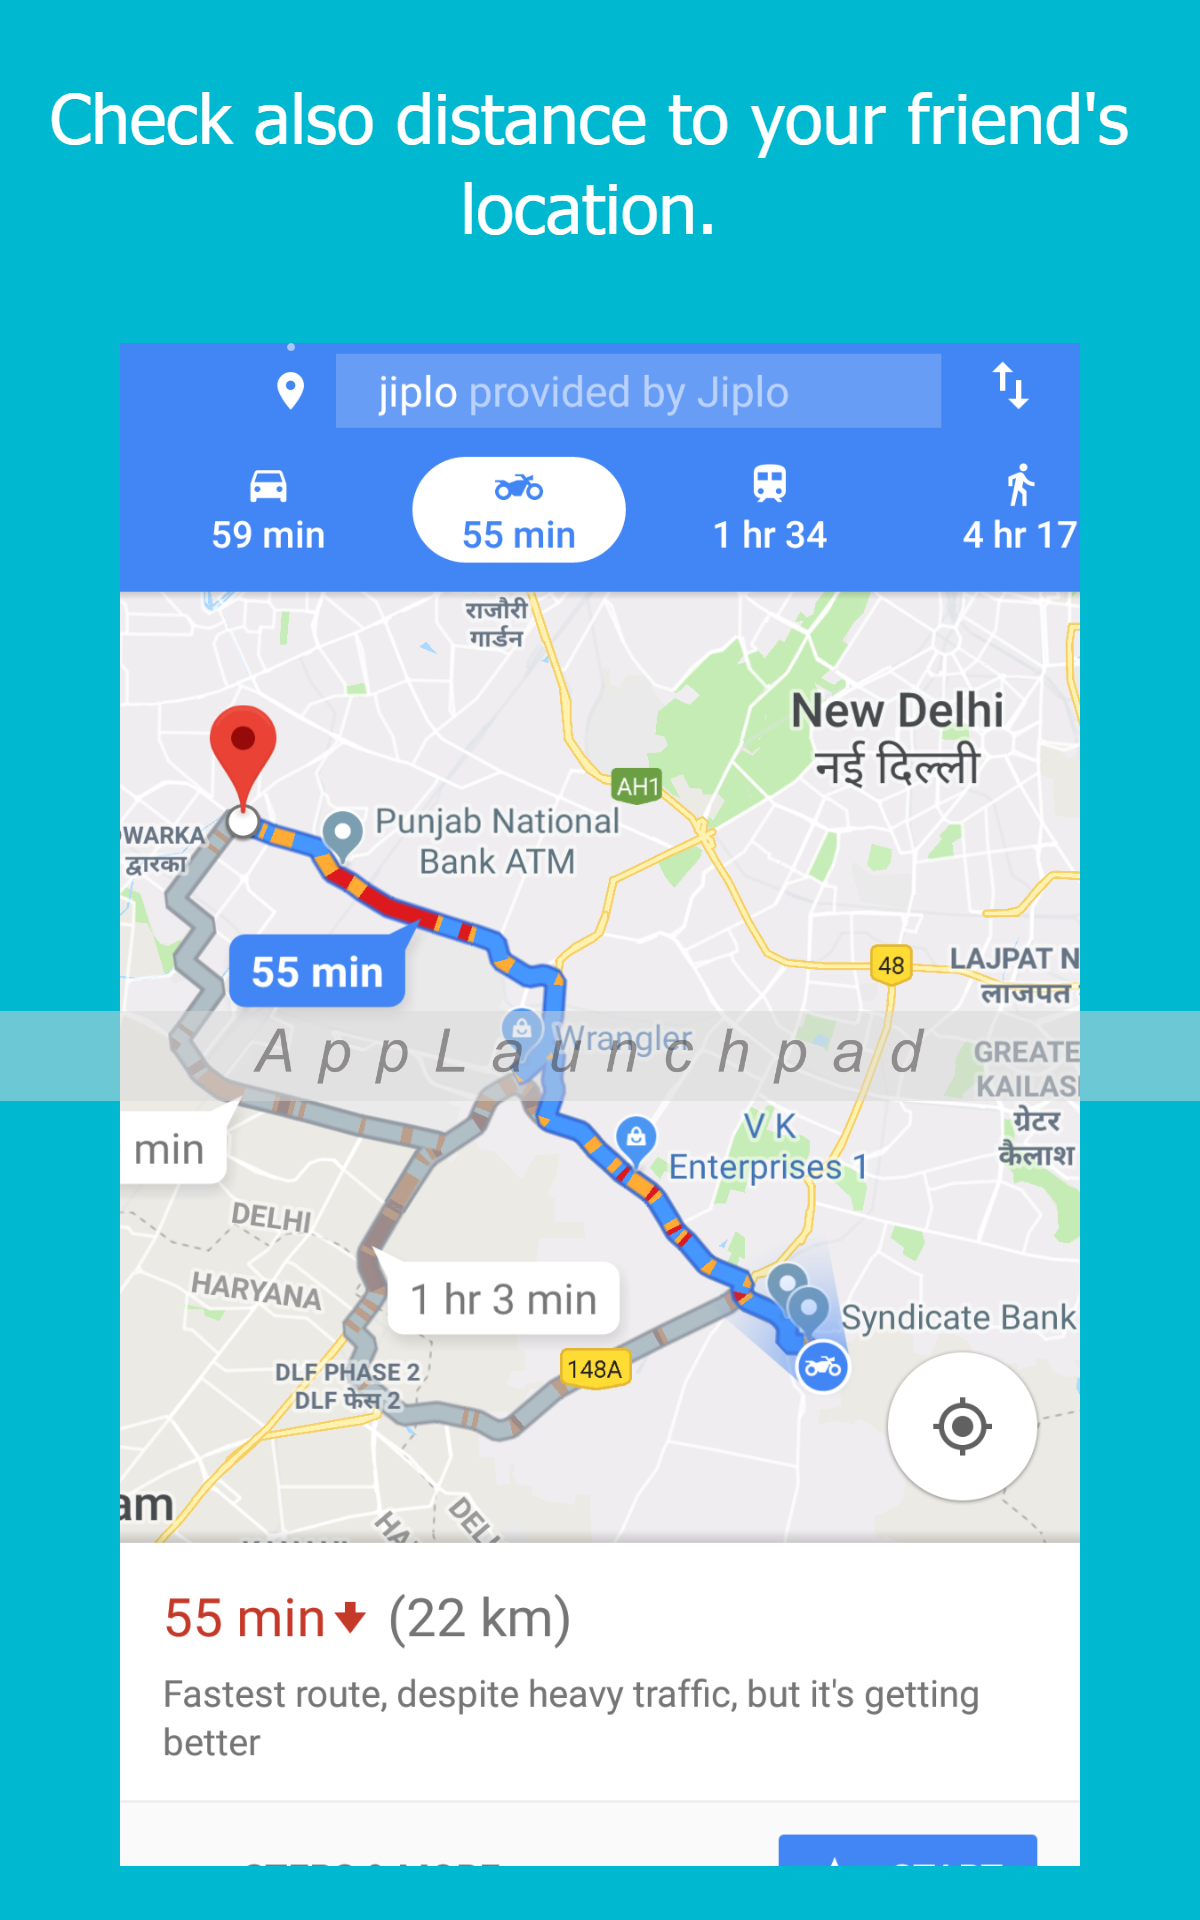 Check also distance to your friend's
location.
jiplo provided by Jiplo
59 min
55 min
1 hr 34
4 hr 17
राजौरी
गार्डन
New Delhi
नई दिल्ली
AH1
Punjab National
Bank ATM
WARKA
द्वारका
55 min
48
LAJPAT N
लाजपत
Wrangler
AppLaunchpad
GREATE
KAILAS
ग्रेटर
कैलाश
min
V K
Enterprises 1
DELHI
HARYANA
1 hr 3 min
Syndicate Bank
148A
DLF PHASE 2
DLF फेस 2
am
HA
DEL
55 min (22 km)
Fastest route, despite heavy traffic, but it's getting
better